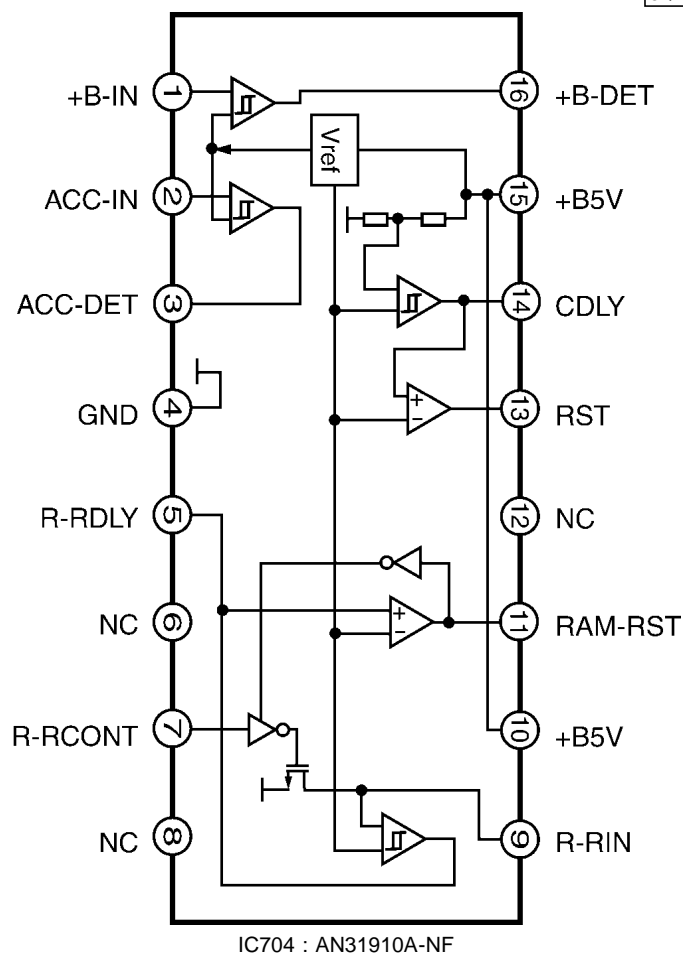 +B-IN 1 16 +B-DET
Vref
ACC-IN 2 15 +B5V
ACC-DET 3 14 CDLY
+
−
GND 4 13 RST
R-RDLY 5 12 NC
+
−
NC 6 11 RAM-RST
R-RCONT 7 10 +B5V
NC 8 9 R-RIN
IC704 : AN31910A-NF